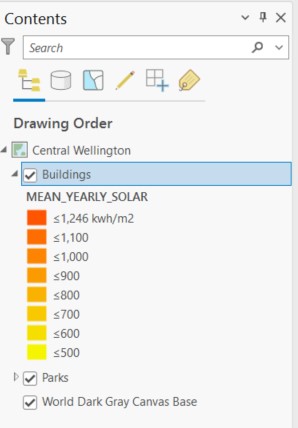 Contents
Search
Drawing Order
Central Wellington
Buildings
MEAN_YEARLY_SOLAR
≤1,246 kwh/m2
≤1,100
≤1,000
≤900
≤800
≤700
≤600
≤500
Parks
World Dark Gray Canvas Base